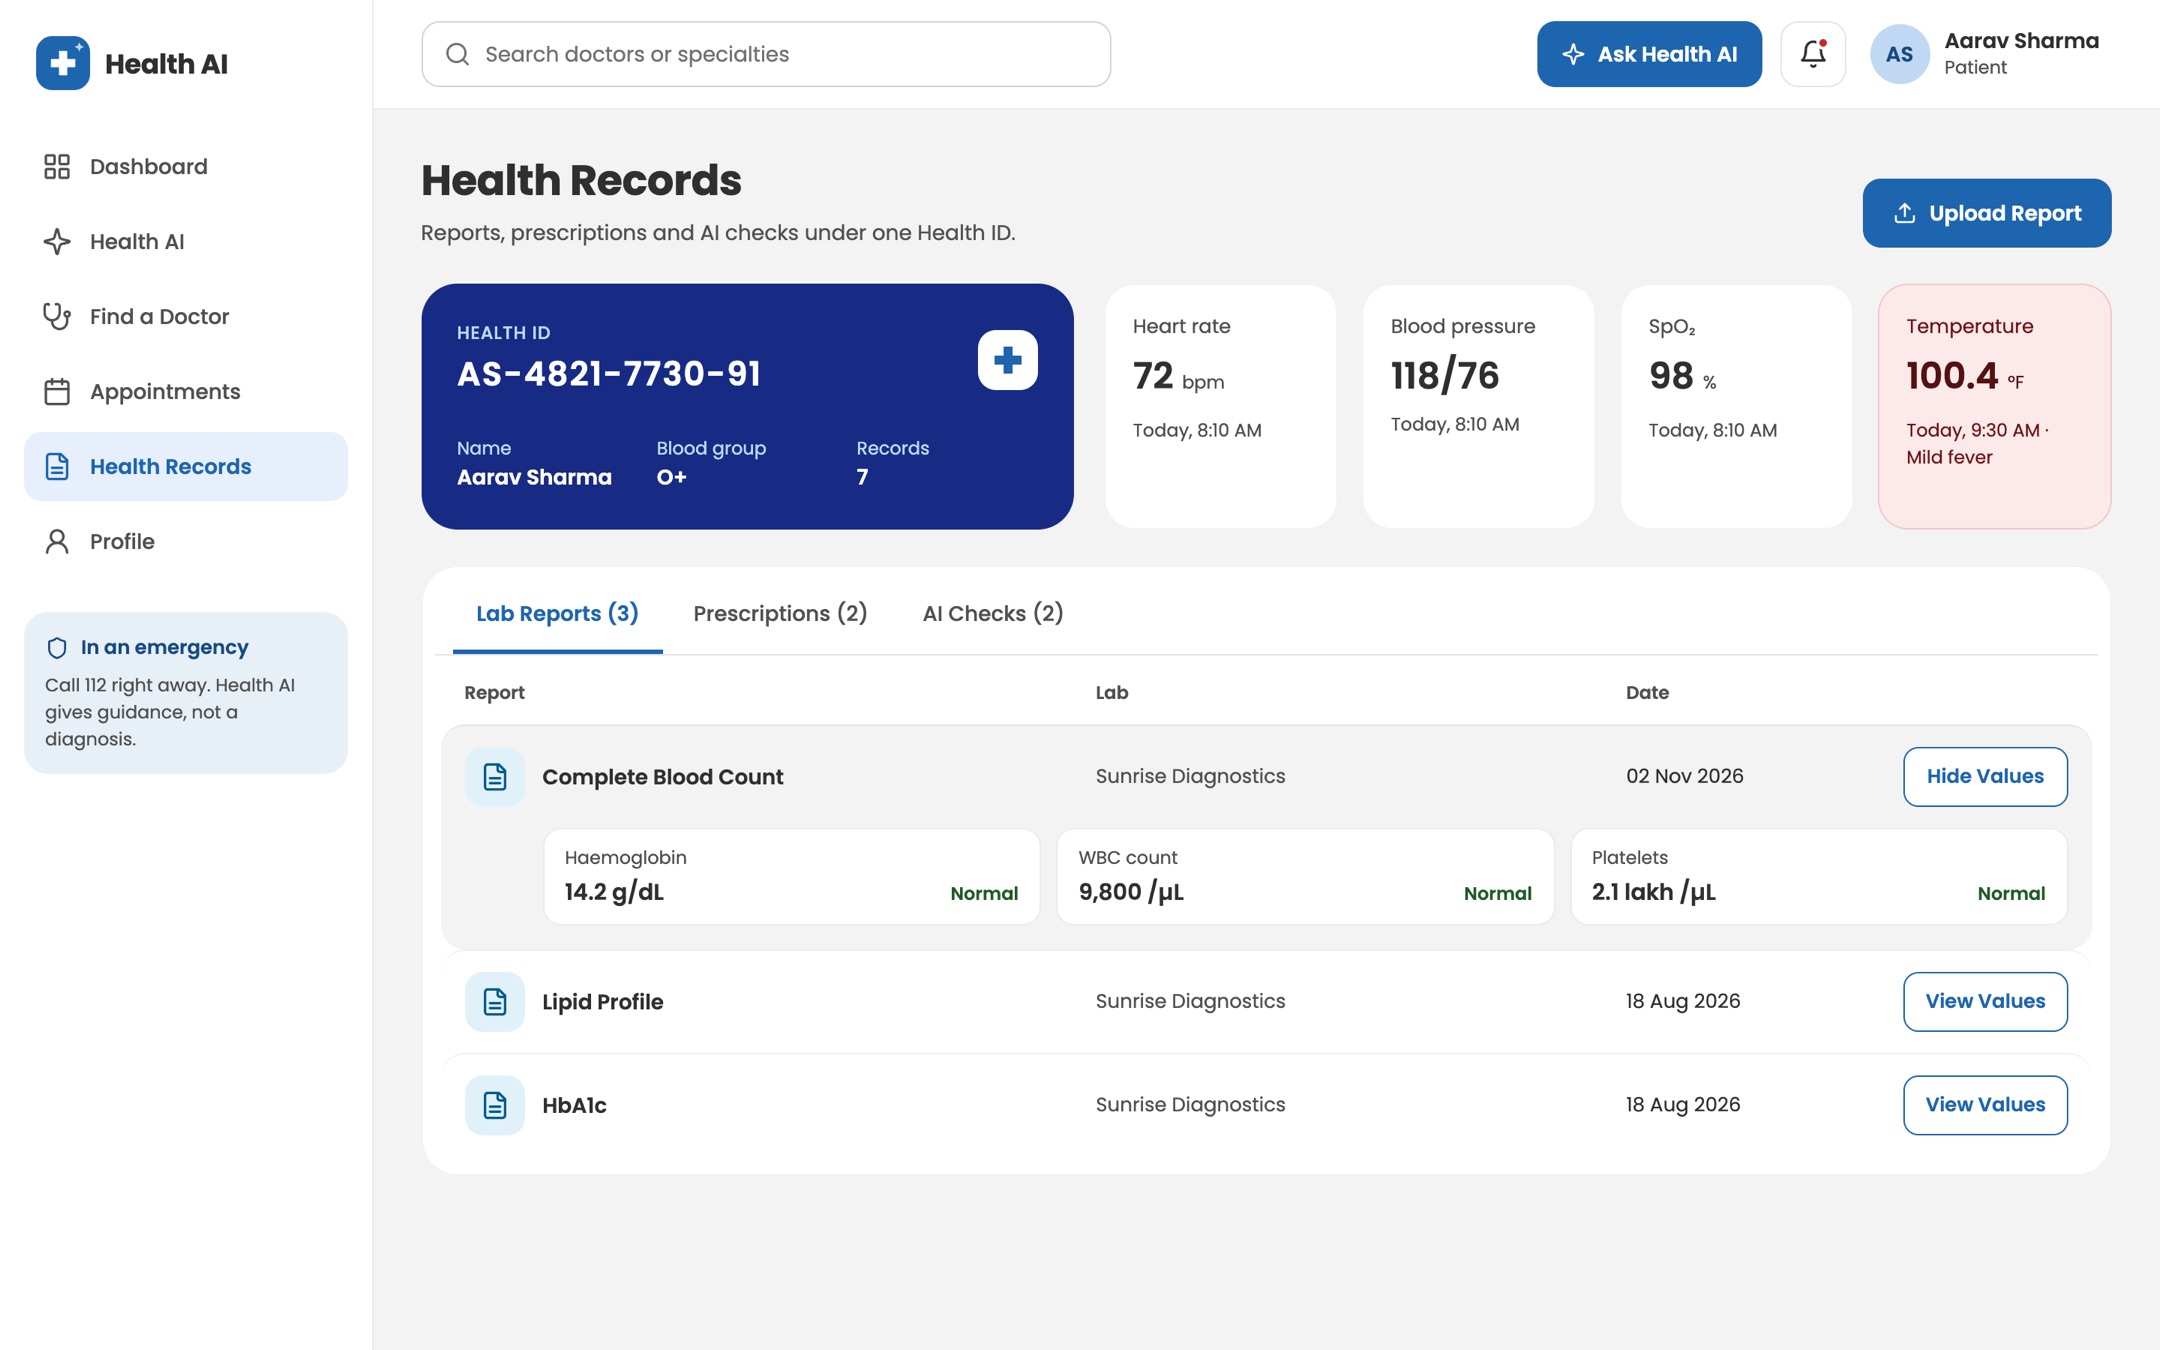 Health AI
Search doctors or specialties
Ask Health AI
AS
Aarav Sharma
Patient
Dashboard
Health AI
Find a Doctor
Appointments
Health Records
Profile
In an emergency
Call 112 right away. Health AI
gives guidance, not a
diagnosis.
Health Records
Reports, prescriptions and AI checks under one Health ID.
Upload Report
HEALTH ID
AS-4821-7730-91
Name
Aarav Sharma
Blood group
O+
Records
7
Heart rate
72 bpm
Today, 8:10 AM
Blood pressure
118/76
Today, 8:10 AM
SpO₂
98 %
Today, 8:10 AM
Temperature
100.4 °F
Today, 9:30 AM ·
Mild fever
Lab Reports (3)
Prescriptions (2)
AI Checks (2)
Report
Lab
Date
Complete Blood Count
Sunrise Diagnostics
02 Nov 2026
Hide Values
Haemoglobin
14.2 g/dL
Normal
WBC count
9,800 /µL
Normal
Platelets
2.1 lakh /µL
Normal
Lipid Profile
Sunrise Diagnostics
18 Aug 2026
View Values
HbA1c
Sunrise Diagnostics
18 Aug 2026
View Values